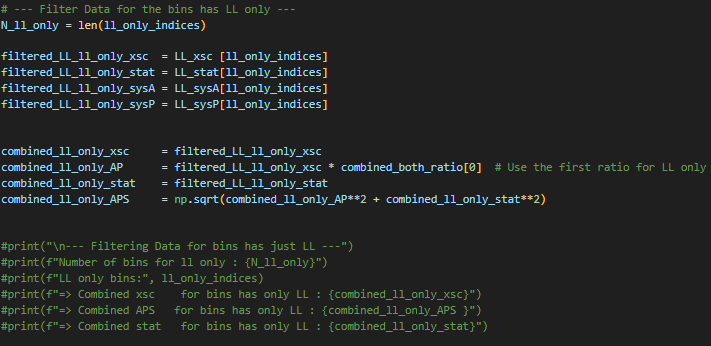 # --- Filter Data for the bins has LL only ---
N_ll_only = len(ll_only_indices)
filtered_LL_ll_only_xsc  = LL_xsc [ll_only_indices]
filtered_LL_ll_only_stat = LL_stat[ll_only_indices]
filtered_LL_ll_only_sysA = LL_sysA[ll_only_indices]
filtered_LL_ll_only_sysP = LL_sysP[ll_only_indices]
combined_ll_only_xsc     = filtered_LL_ll_only_xsc
combined_ll_only_AP      = filtered_LL_ll_only_xsc * combined_both_ratio[0]  # Use the first ratio for LL only
combined_ll_only_stat    = filtered_LL_ll_only_stat
combined_ll_only_APS     = np.sqrt(combined_ll_only_AP**2 + combined_ll_only_stat**2)
#print("\n--- Filtering Data for bins has just LL ---")
#print(f"Number of bins for ll only : {N_ll_only}")
#print(f"LL only bins:", ll_only_indices)
#print(f"=> Combined xsc    for bins has only LL : {combined_ll_only_xsc}")
#print(f"=> Combined APS   for bins has only LL : {combined_ll_only_APS }")
#print(f"=> Combined stat   for bins has only LL : {combined_ll_only_stat}")